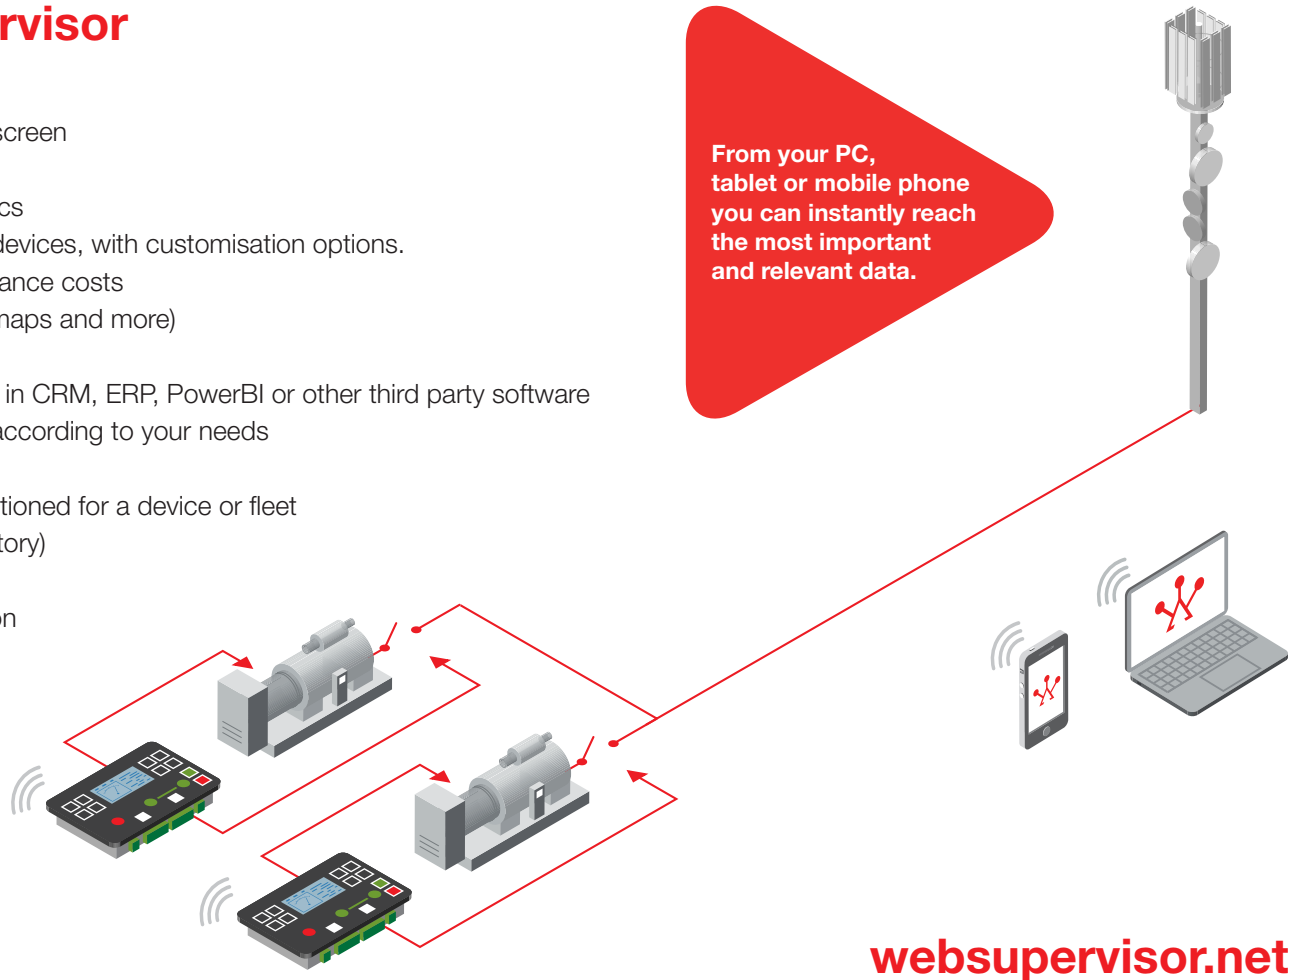 rvisor
screen
cs
devices, with customisation options.
ance costs
maps and more)
in CRM, ERP, PowerBI or other third party software
according to your needs
tioned for a device or fleet
tory)
on
From your PC,
tablet or mobile phone
you can instantly reach
the most important
and relevant data.
websupervisor.net